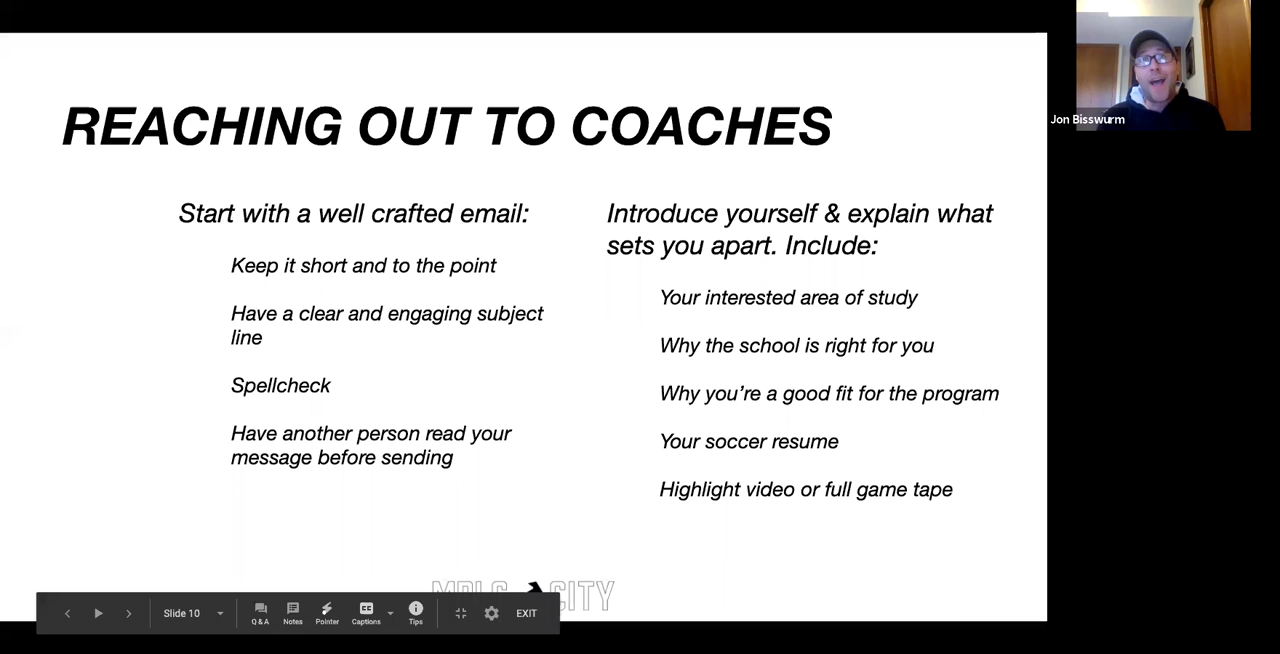 REACHING OUT TO COACHES
Jon Bisswurm
Start with a well crafted email:
Keep it short and to the point
Have a clear and engaging subject
line
Spellcheck
Have another person read your
message before sending
Introduce yourself & explain what
sets you apart. Include:
Your interested area of study
Why the school is right for you
Why you're a good fit for the program
Your soccer resume
Highlight video or full game tape
CITY
Slide 10
Q & A
Notes
Pointer
Captions
Tips
EXIT
CC